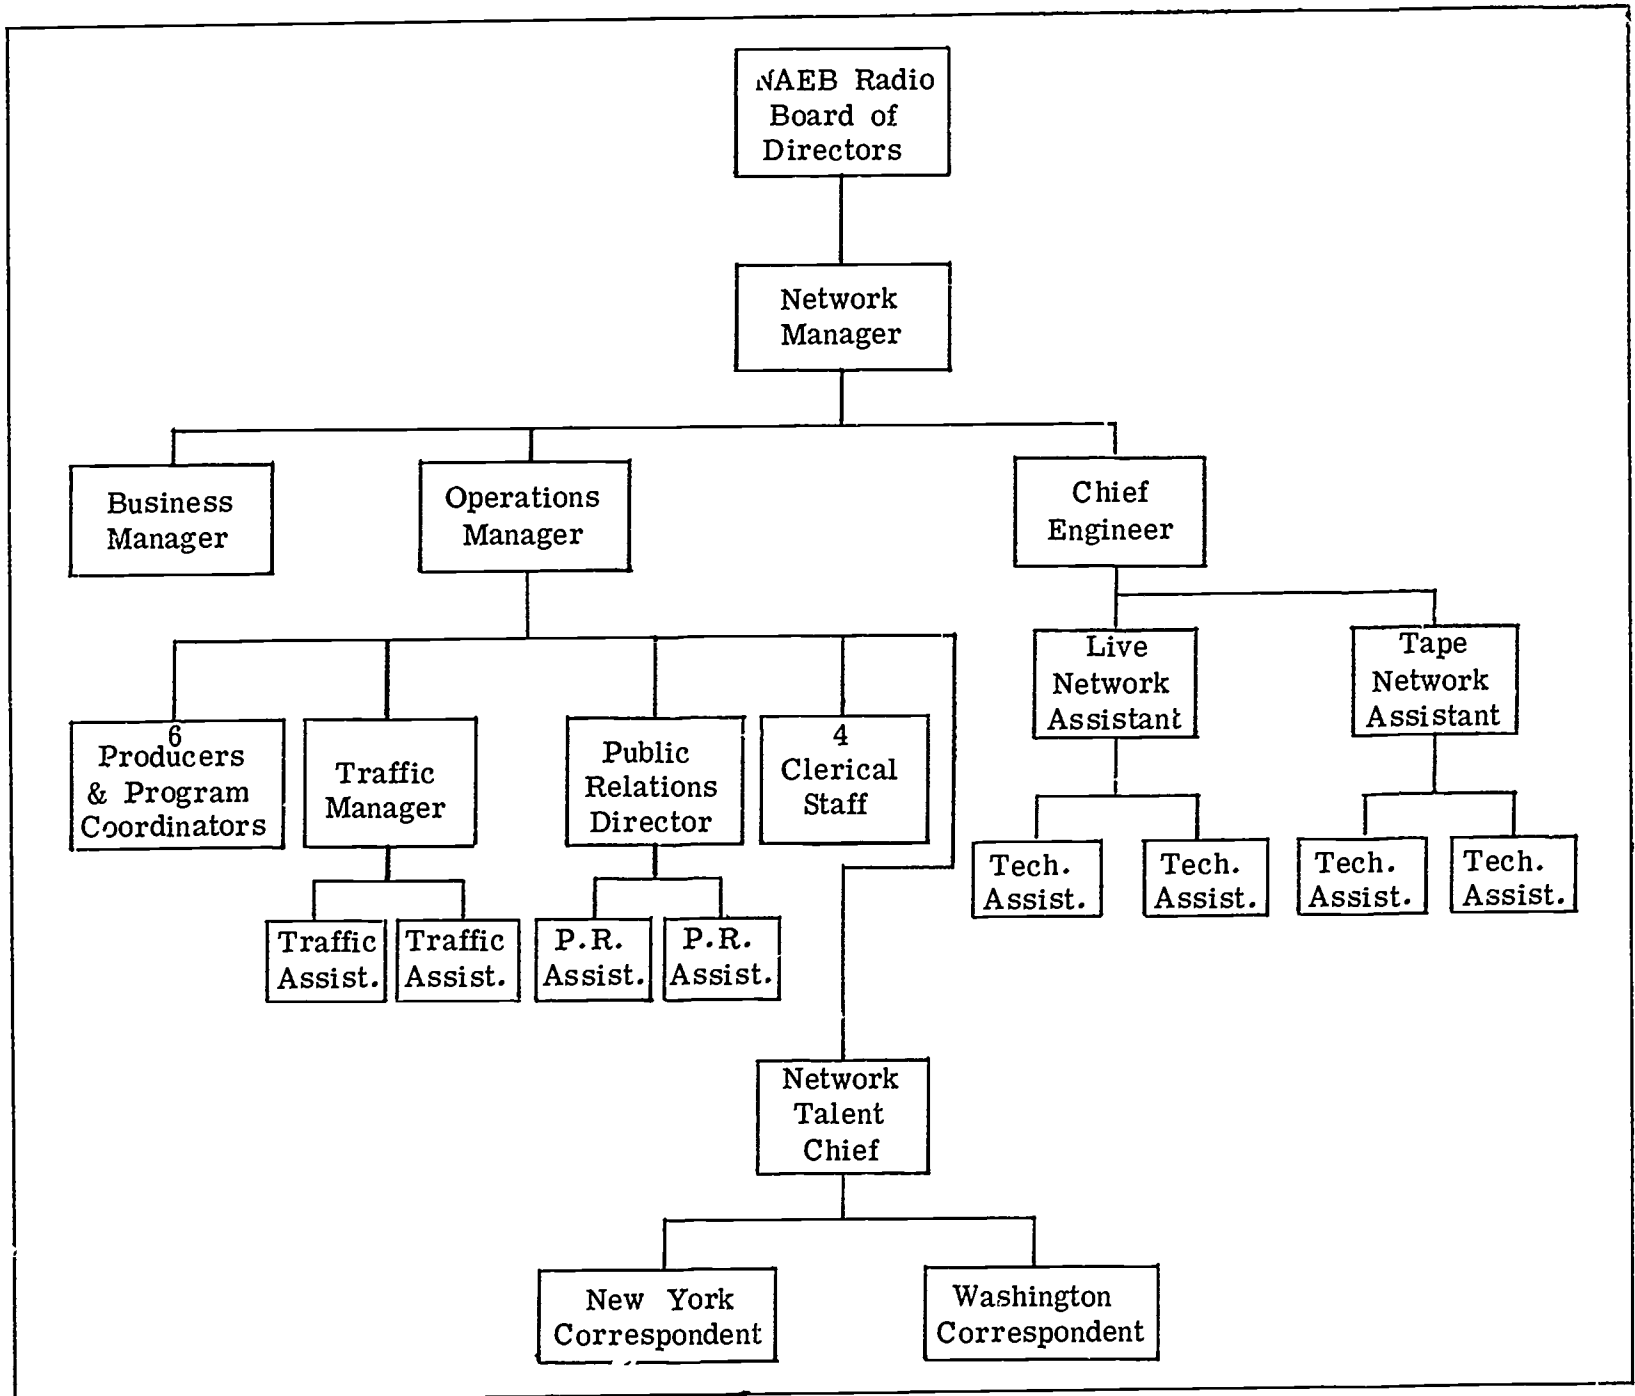 NAEB Radio
Board of
Directors
Network
Manager
Business
Manager
Operations
Manager
Chief
Engineer
Live
Network
Assistant
Tape
Network
Assistant
6
Producers
& Program
Coordinators
Traffic
Manager
Public
Relations
Director
4
Clerical
Staff
Tech.
Assist.
Tech.
Assist.
Tech.
Assist.
Tech.
Assist.
Traffic
Assist.
Traffic
Assist.
P.R.
Assist.
P.R.
Assist.
Network
Talent
Chief
New York
Correspondent
Washington
Correspondent